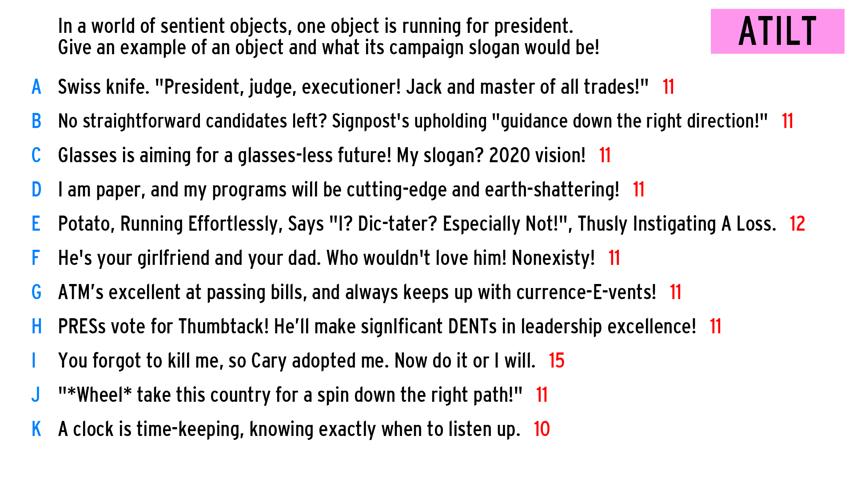 In a world of sentient objects, one object is running for president.
Give an example of an object and what its campaign slogan would be!
ATILT
A Swiss knife. "President, judge, executioner! Jack and master of all trades!" 11
B No straightforward candidates left? Signpost's upholding "guidance down the right direction!" 11
C Glasses is aiming for a glasses-less future! My slogan? 2020 vision! 11
D I am paper, and my programs will be cutting-edge and earth-shattering! 11
E Potato, Running Effortlessly, Says "I? Dic-tater? Especially Not!", Thusly Instigating A Loss. 12
F He's your girlfriend and your dad. Who wouldn't love him! Nonexisty! 11
G ATM's excellent at passing bills, and always keeps up with currence-E-vents! 11
H PRESs vote for Thumbtack! He'll make signIficant DENTs in leadership excellence! 11
I You forgot to kill me, so Cary adopted me. Now do it or I will. 15
J "*Wheel* take this country for a spin down the right path!" 11
K A clock is time-keeping, knowing exactly when to listen up. 10